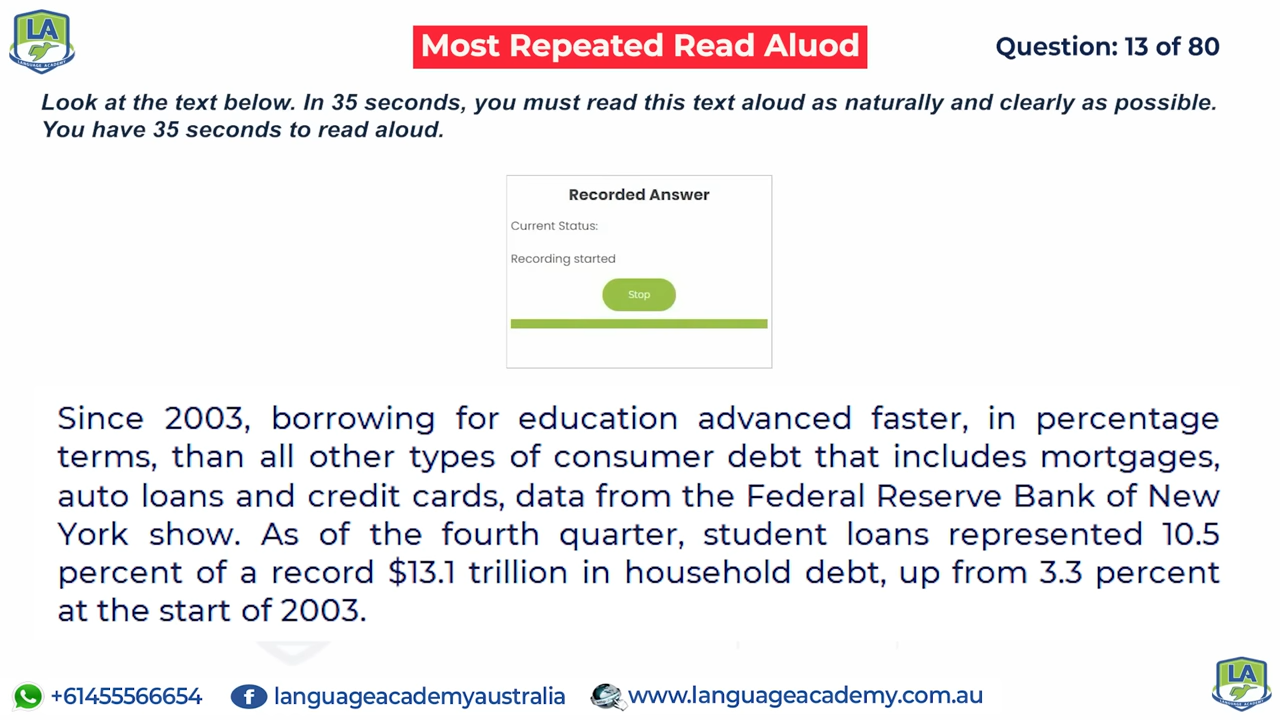 LA
LANGUAGE ACADEMY
Most Repeated Read Aluod
Question: 13 of 80
Look at the text below. In 35 seconds, you must read this text aloud as naturally and clearly as possible.
You have 35 seconds to read aloud.
Recorded Answer
Current Status:
Recording started
Stop
Since 2003, borrowing for education advanced faster, in percentage
terms, than all other types of consumer debt that includes mortgages,
auto loans and credit cards, data from the Federal Reserve Bank of New
York show. As of the fourth quarter, student loans represented 10.5
percent of a record $13.1 trillion in household debt, up from 3.3 percent
at the start of 2003.
+61455566654
languageacademyaustralia
www.languageacademy.com.au
LA
LANGUAGE ACADEMY